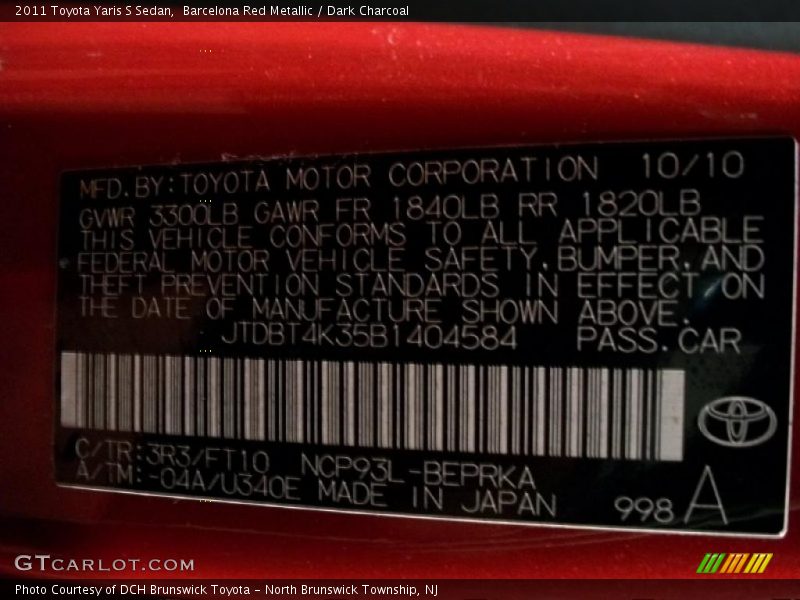 2011 Toyota Yaris S Sedan,  Barcelona Red Metallic / Dark Charcoal
MFD.BY:TOYOTA MOTOR CORPORATION 10/10
GVWR 3300LB GAWR FR 1840LB RR 1820LB
THIS VEHICLE CONFORMS TO ALL APPLICABLE
FEDERAL MOTOR VEHICLE SAFETY.BUMPER.AND
THEFT PREVENTION STANDARDS IN EFFECT ON
THE DATE OF MANUFACTURE SHOWN ABOVE.
JTDBT4K35B1404584 PASS.CAR
C/TR:3R3/FT10 NCP93L-BEPRKA
A/TM:-04A/U340E MADE IN JAPAN 998 A
GTCARLOT.COM
Photo Courtesy of DCH Brunswick Toyota – North Brunswick Township, NJ